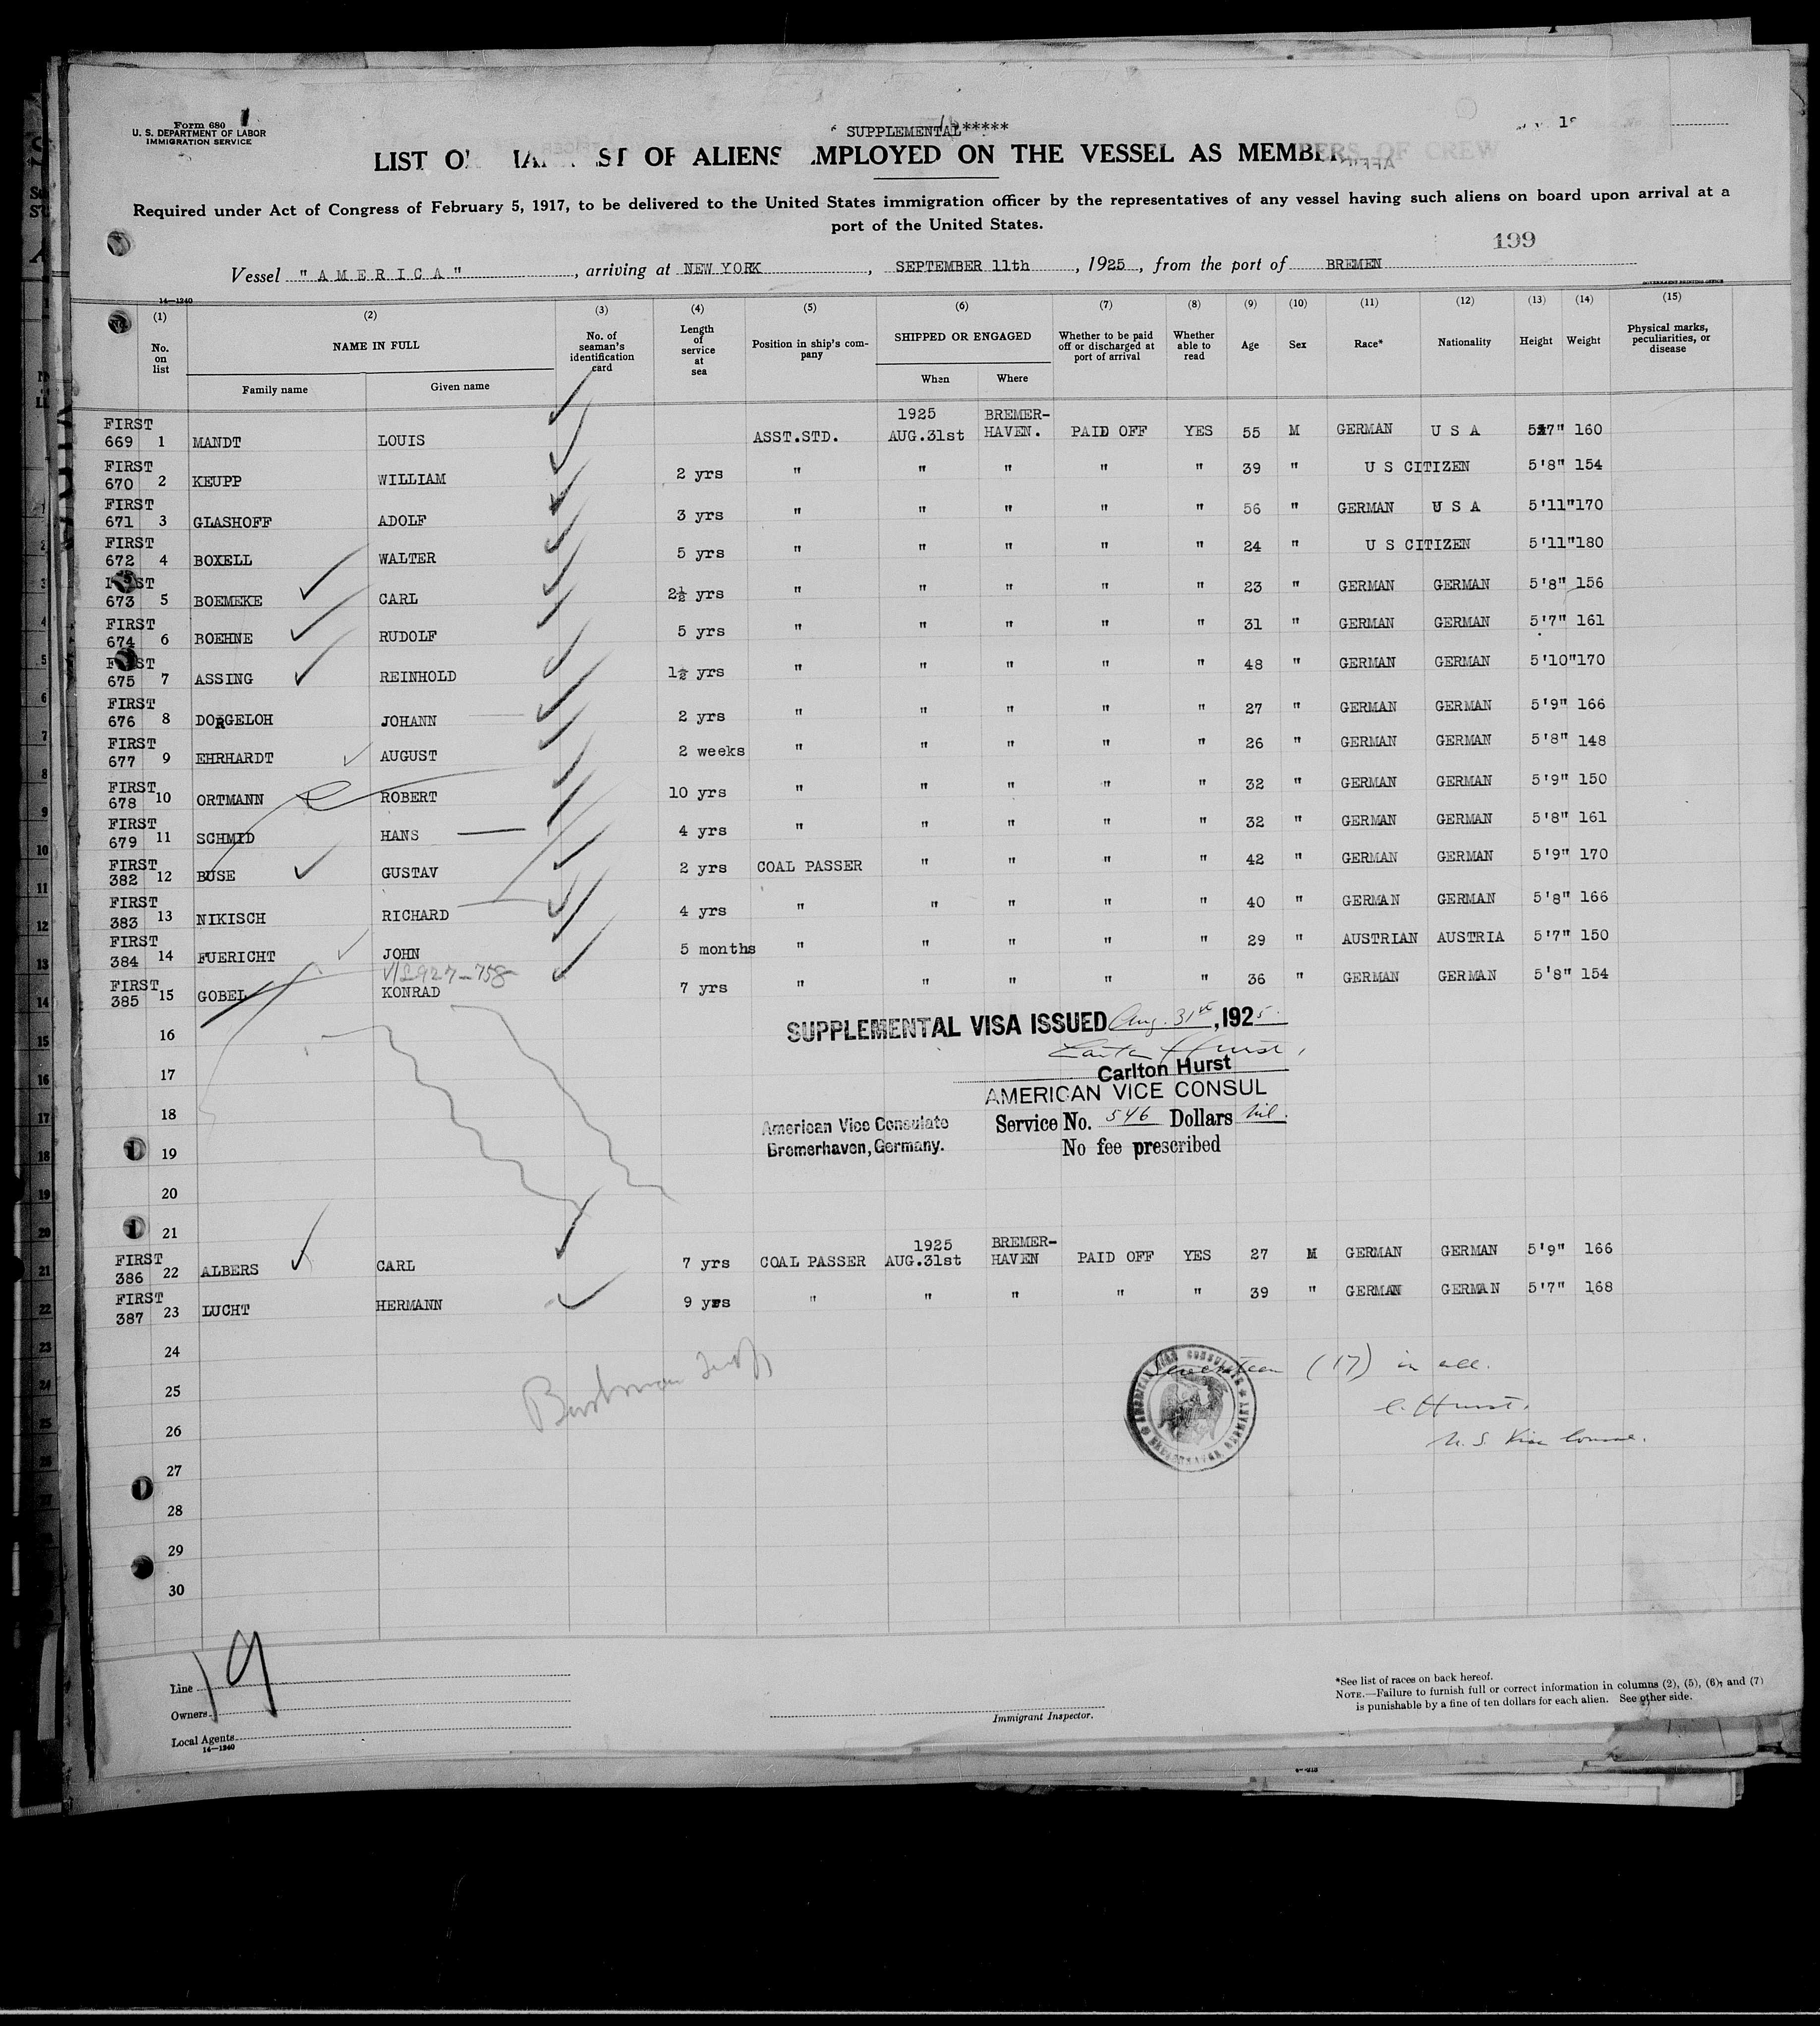 Form 680
U. S. DEPARTMENT OF LABOR
IMMIGRATION SERVICE
SUPPLEMENTAL*****
LIST OF ALIENS EMPLOYED ON THE VESSEL AS MEMBERS OF CREW
Required under Act of Congress of February 5, 1917, to be delivered to the United States immigration officer by the representatives of any vessel having such aliens on board upon arrival at a
port of the United States.
199
Vessel "AMERICA", arriving at NEW YORK, SEPTEMBER 11th, 1925, from the port of BREMEN
14—1240 GOVERNMENT PRINTING OFFICE
(1) (2) (3) (4) (5) (6) (7) (8) (9) (10) (11) (12) (13) (14) (15)
No. on list NAME IN FULL Family name Given name No. of seaman's identification card Length of service at sea Position in ship's company SHIPPED OR ENGAGED When Where Whether to be paid off or discharged at port of arrival Whether able to read Age Sex Race* Nationality Height Weight Physical marks, peculiarities, or disease
FIRST 669 1 MANDT LOUIS ASST.STD. 1925 AUG.31st BREMER-HAVEN. PAID OFF YES 55 M GERMAN U S A 5'7" 160
FIRST 670 2 KEUPP WILLIAM 2 yrs " " " " " 39 " U S CITIZEN 5'8" 154
FIRST 671 3 GLASHOFF ADOLF 3 yrs " " " " " 56 " GERMAN U S A 5'11" 170
FIRST 672 4 BOXELL WALTER 5 yrs " " " " " 24 " U S CITIZEN 5'11" 180
FIRST 673 5 BOEMEKE CARL 2½ yrs " " " " " 23 " GERMAN GERMAN 5'8" 156
FIRST 674 6 BOEHNE RUDOLF 5 yrs " " " " " 31 " GERMAN GERMAN 5'7" 161
FIRST 675 7 ASSING REINHOLD 1½ yrs " " " " " 48 " GERMAN GERMAN 5'10" 170
FIRST 676 8 DORGELOH JOHANN 2 yrs " " " " " 27 " GERMAN GERMAN 5'9" 166
FIRST 677 9 EHRHARDT AUGUST 2 weeks " " " " " 26 " GERMAN GERMAN 5'8" 148
FIRST 678 10 ORTMANN ROBERT 10 yrs " " " " " 32 " GERMAN GERMAN 5'9" 150
FIRST 679 11 SCHMID HANS 4 yrs " " " " " 32 " GERMAN GERMAN 5'8" 161
FIRST 382 12 BUSE GUSTAV 2 yrs COAL PASSER " " " " 42 " GERMAN GERMAN 5'9" 170
FIRST 383 13 NIKISCH RICHARD 4 yrs " " " " " 40 " GERMAN GERMAN 5'8" 166
FIRST 384 14 FUERICHT JOHN 5 months " " " " " 29 " AUSTRIAN AUSTRIA 5'7" 150
FIRST 385 15 GOBEL KONRAD 7 yrs " " " " " 36 " GERMAN GERMAN 5'8" 154
16
SUPPLEMENTAL VISA ISSUED Aug. 31st, 1925.
17
Carlton Hurst
AMERICAN VICE CONSUL
18
Service No. 546 Dollars nil.
American Vice Consulate
Bremerhaven, Germany.
No fee prescribed
19
20
21
FIRST 386 22 ALBERS CARL 7 yrs COAL PASSER 1925 AUG.31st BREMER-HAVEN PAID OFF YES 27 M GERMAN GERMAN 5'9" 166
FIRST 387 23 LUCHT HERMANN 9 yrs " " " " " 39 " GERMAN GERMAN 5'7" 168
24
Seventeen (17) in all.
25
C. Hurst.
26
U. S. Vice Consul.
27
28
29
30
19
Line
Owners
Local Agents
14—1240
Immigrant Inspector.
*See list of races on back hereof.
NOTE.—Failure to furnish full or correct information in columns (2), (5), (6), and (7)
is punishable by a fine of ten dollars for each alien. See other side.